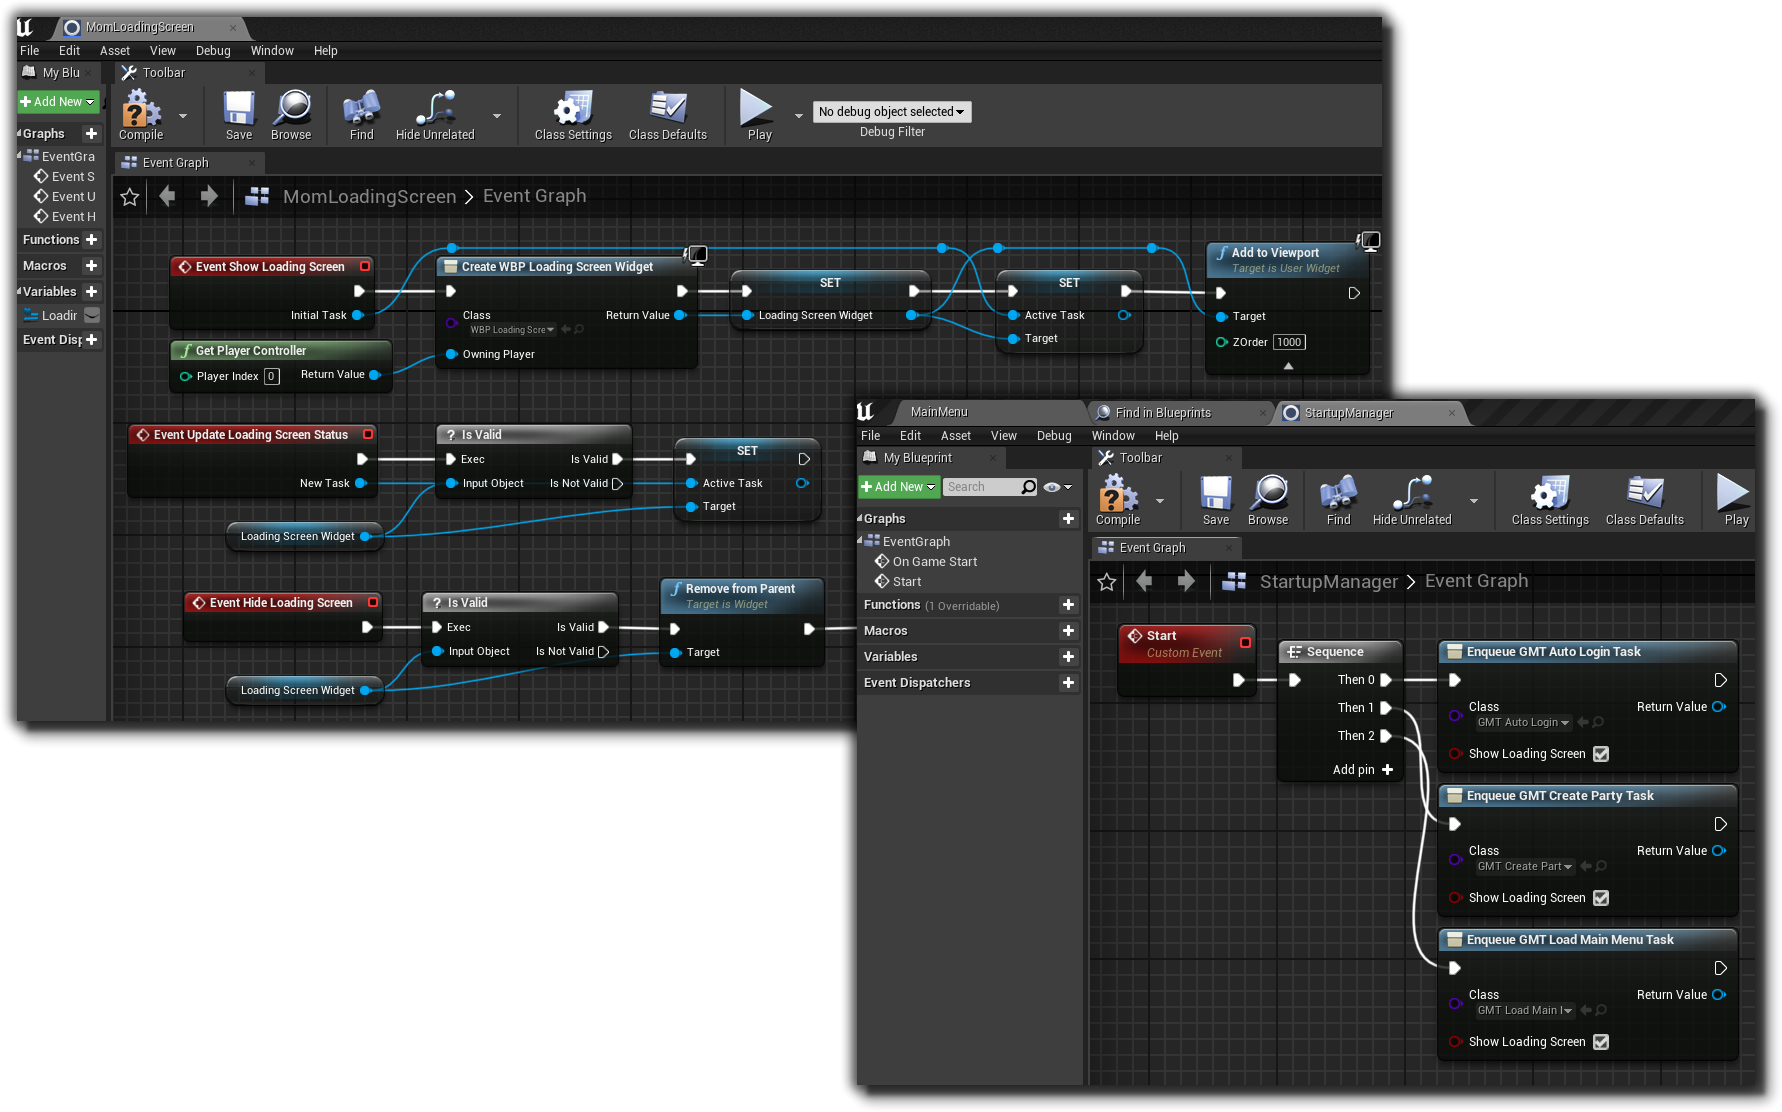 MomLoadingScreen
File Edit Asset View Debug Window Help
My Blu
Toolbar
Add New
Compile Save Browse Find Hide Unrelated Class Settings Class Defaults Play
No debug object selected
Debug Filter
Graphs
EventGra
Event S
Event U
Event H
Functions
Macros
Variables
Loadir
Event Disp
Event Graph
MomLoadingScreen > Event Graph
Event Show Loading Screen
Initial Task
Get Player Controller
Player Index 0 Return Value
Create WBP Loading Screen Widget
Class
WBP Loading Scre
Return Value
Owning Player
SET
Loading Screen Widget
SET
Active Task
Target
Add to Viewport
Target is User Widget
Target
ZOrder 1000
Event Update Loading Screen Status
New Task
Is Valid
Exec Is Valid
Input Object Is Not Valid
SET
Active Task
Target
Loading Screen Widget
Event Hide Loading Screen
Is Valid
Exec Is Valid
Input Object Is Not Valid
Remove from Parent
Target is Widget
Target
Loading Screen Widget
MainMenu
Find in Blueprints
StartupManager
File Edit Asset View Debug Window Help
My Blueprint
Toolbar
Add New
Search
Compile Save Browse Find Hide Unrelated Class Settings Class Defaults Play
Graphs
EventGraph
On Game Start
Start
Functions (1 Overridable)
Macros
Variables
Event Dispatchers
Event Graph
StartupManager > Event Graph
Start
Custom Event
Sequence
Then 0
Then 1
Then 2
Add pin
Enqueue GMT Auto Login Task
Class Return Value
GMT Auto Login
Show Loading Screen
Enqueue GMT Create Party Task
Class Return Value
GMT Create Part
Show Loading Screen
Enqueue GMT Load Main Menu Task
Class Return Value
GMT Load Main I
Show Loading Screen